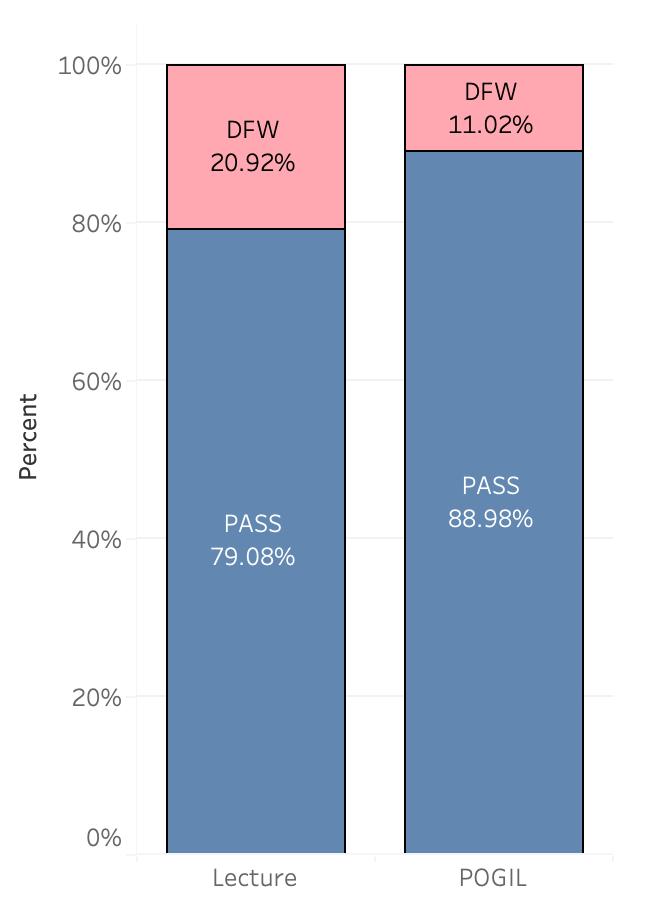 100%
80%
60%
40%
20%
0%
Percent
DFW
20.92%
PASS
79.08%
DFW
11.02%
PASS
88.98%
Lecture
POGIL